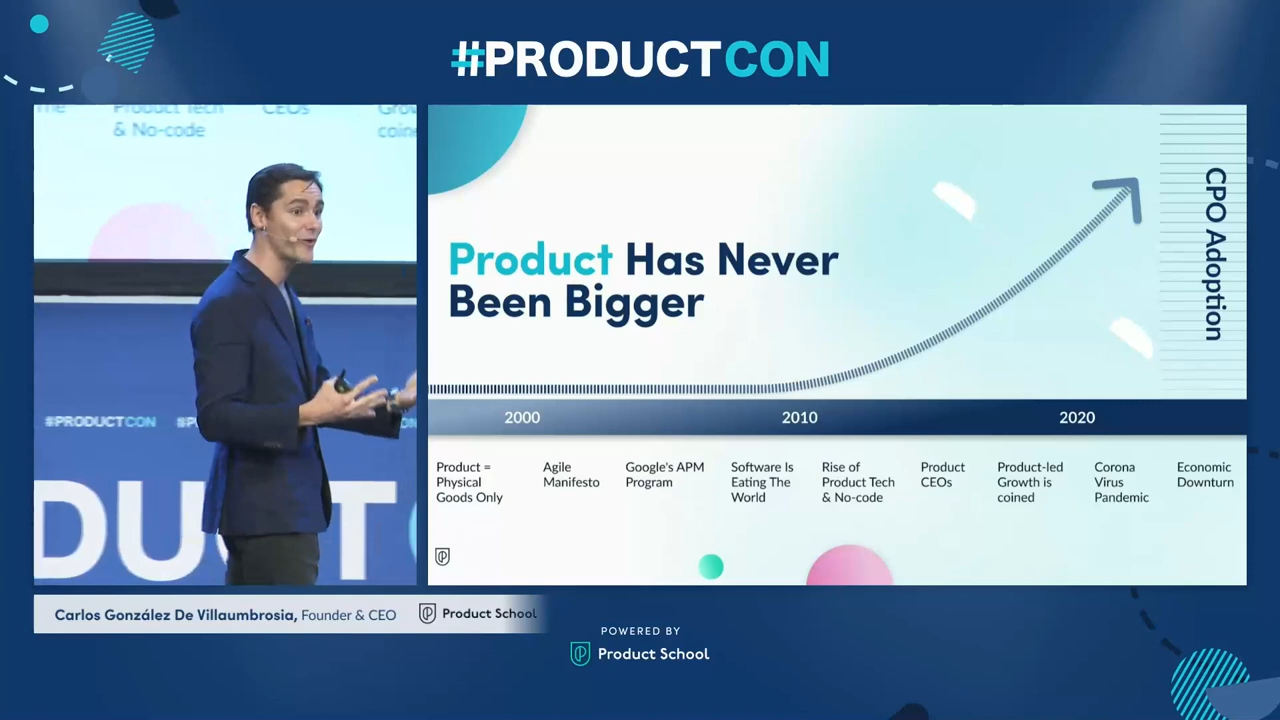 #PRODUCTCON
Product Tech
CEOs
& No-code
#PRODUCTCON
Product Has Never
Been Bigger
CPO Adoption
2000
2010
2020
Product =
Physical
Goods Only
Agile
Manifesto
Google's APM
Program
Software Is
Eating The
World
Rise of
Product Tech
& No-code
Product
CEOs
Product-led
Growth is
coined
Corona
Virus
Pandemic
Economic
Downturn
Carlos González De Villaumbrosia, Founder & CEO
Product School
POWERED BY
Product School